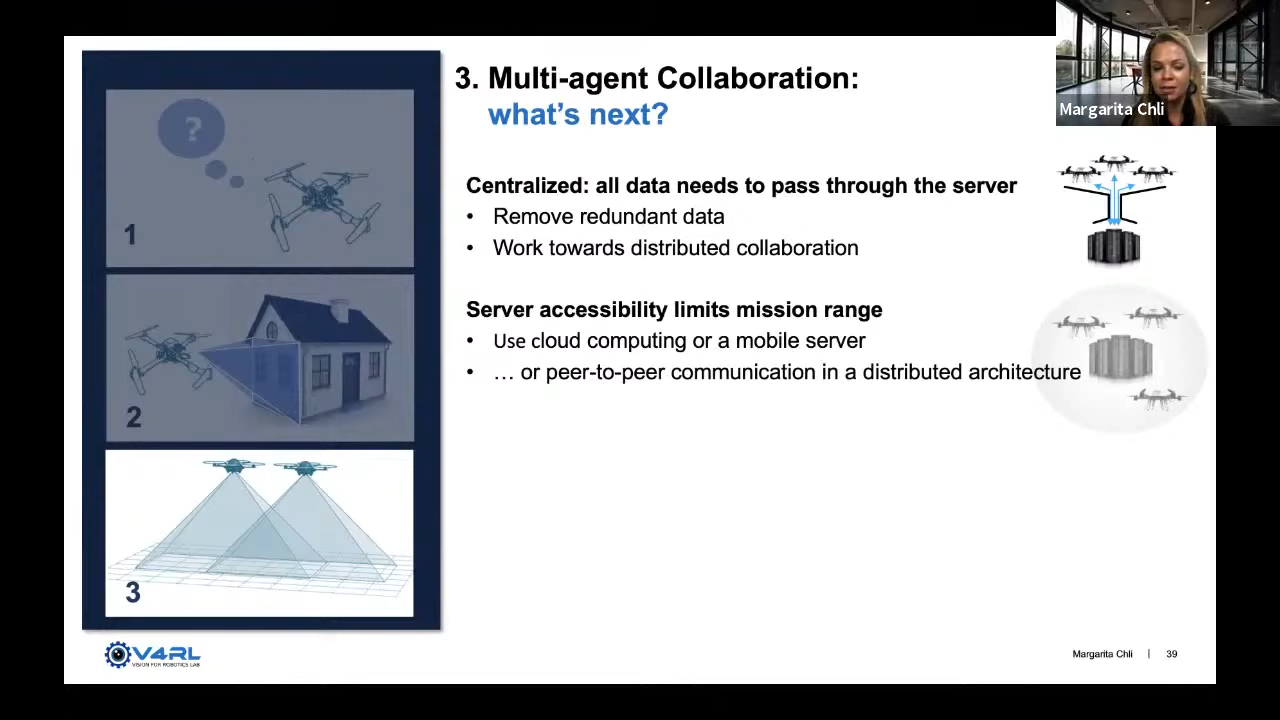 3. Multi-agent Collaboration:
what's next?
Margarita Chli
Centralized: all data needs to pass through the server
• Remove redundant data
• Work towards distributed collaboration
Server accessibility limits mission range
• Use cloud computing or a mobile server
• … or peer-to-peer communication in a distributed architecture
?
1
2
3
V4RL
VISION FOR ROBOTICS LAB
Margarita Chli | 39